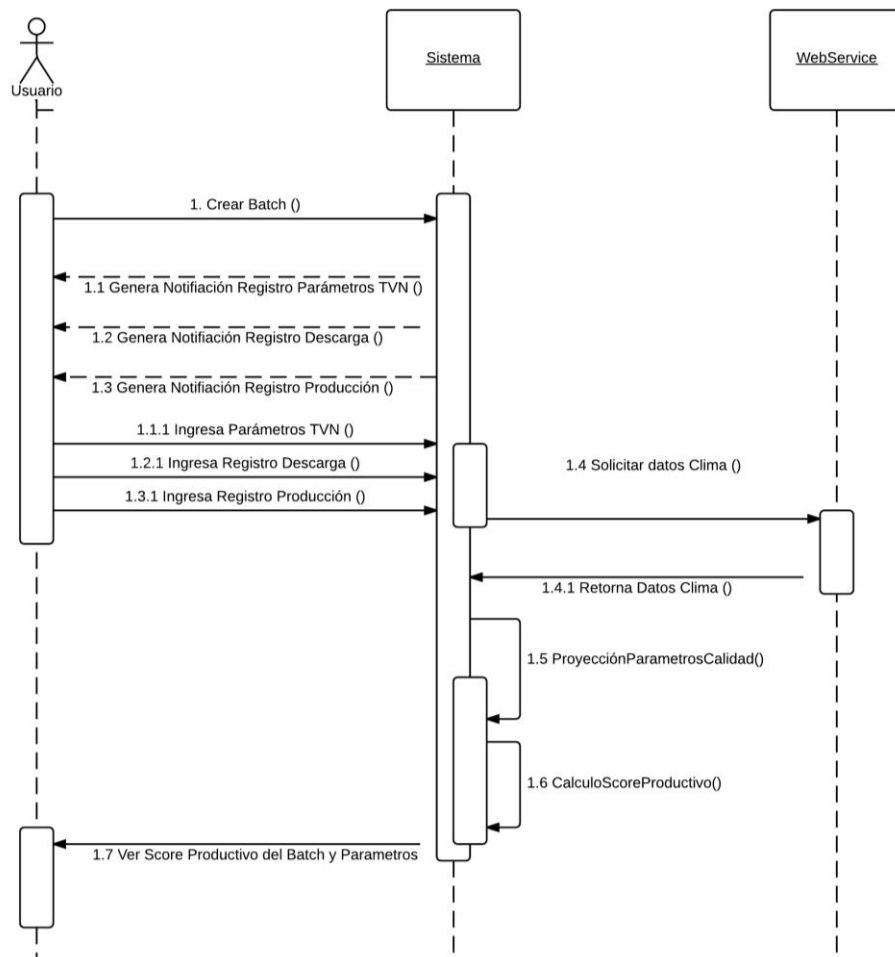 Sistema
WebService
Usuario
1. Crear Batch ()
1.1 Genera Notifiación Registro Parámetros TVN ()
1.2 Genera Notifiación Registro Descarga ()
1.3 Genera Notifiación Registro Producción ()
1.1.1 Ingresa Parámetros TVN ()
1.2.1 Ingresa Registro Descarga ()
1.4 Solicitar datos Clima ()
1.3.1 Ingresa Registro Producción ()
1.4.1 Retorna Datos Clima ()
1.5 ProyecciónParametrosCalidad()
1.6 CalculoScoreProductivo()
1.7 Ver Score Productivo del Batch y Parametros